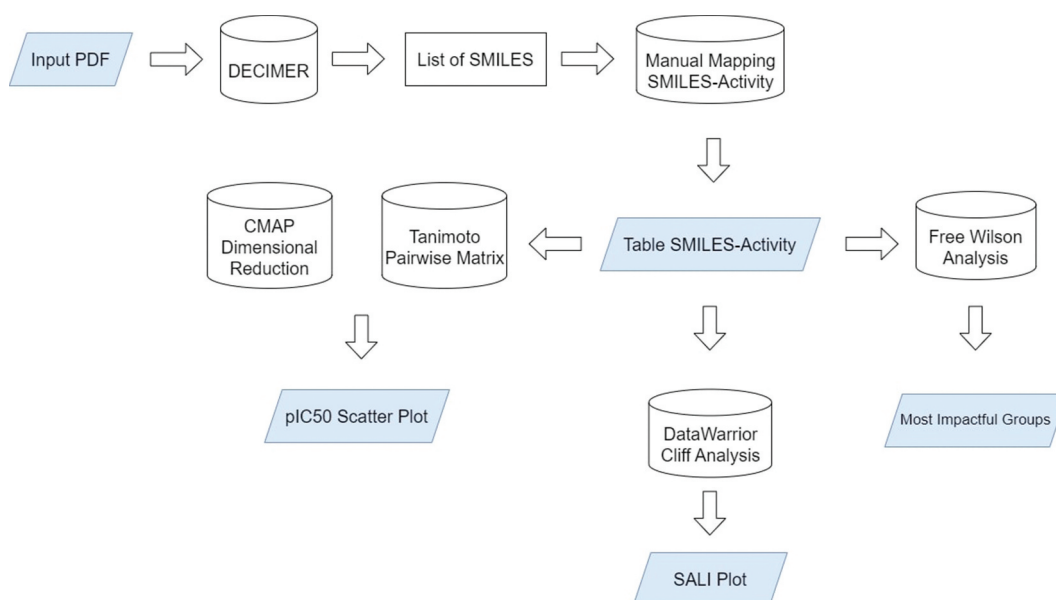 Input PDF
DECIMER
List of SMILES
Manual Mapping
SMILES-Activity
CMAP
Dimensional
Reduction
Tanimoto
Pairwise Matrix
Table SMILES-Activity
Free Wilson
Analysis
pIC50 Scatter Plot
DataWarrior
Cliff Analysis
Most Impactful Groups
SALI Plot